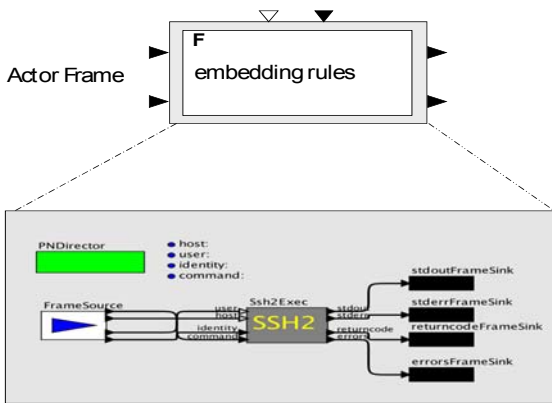 F
Actor Frame
embedding rules
PNDirector
host:
user:
identity:
command:
FrameSource
Ssh2Exec
user
host
identity
command
SSH2
stdout
stderr
returncode
errors
stdoutFrameSink
stderrFrameSink
returncodeFrameSink
errorsFrameSink